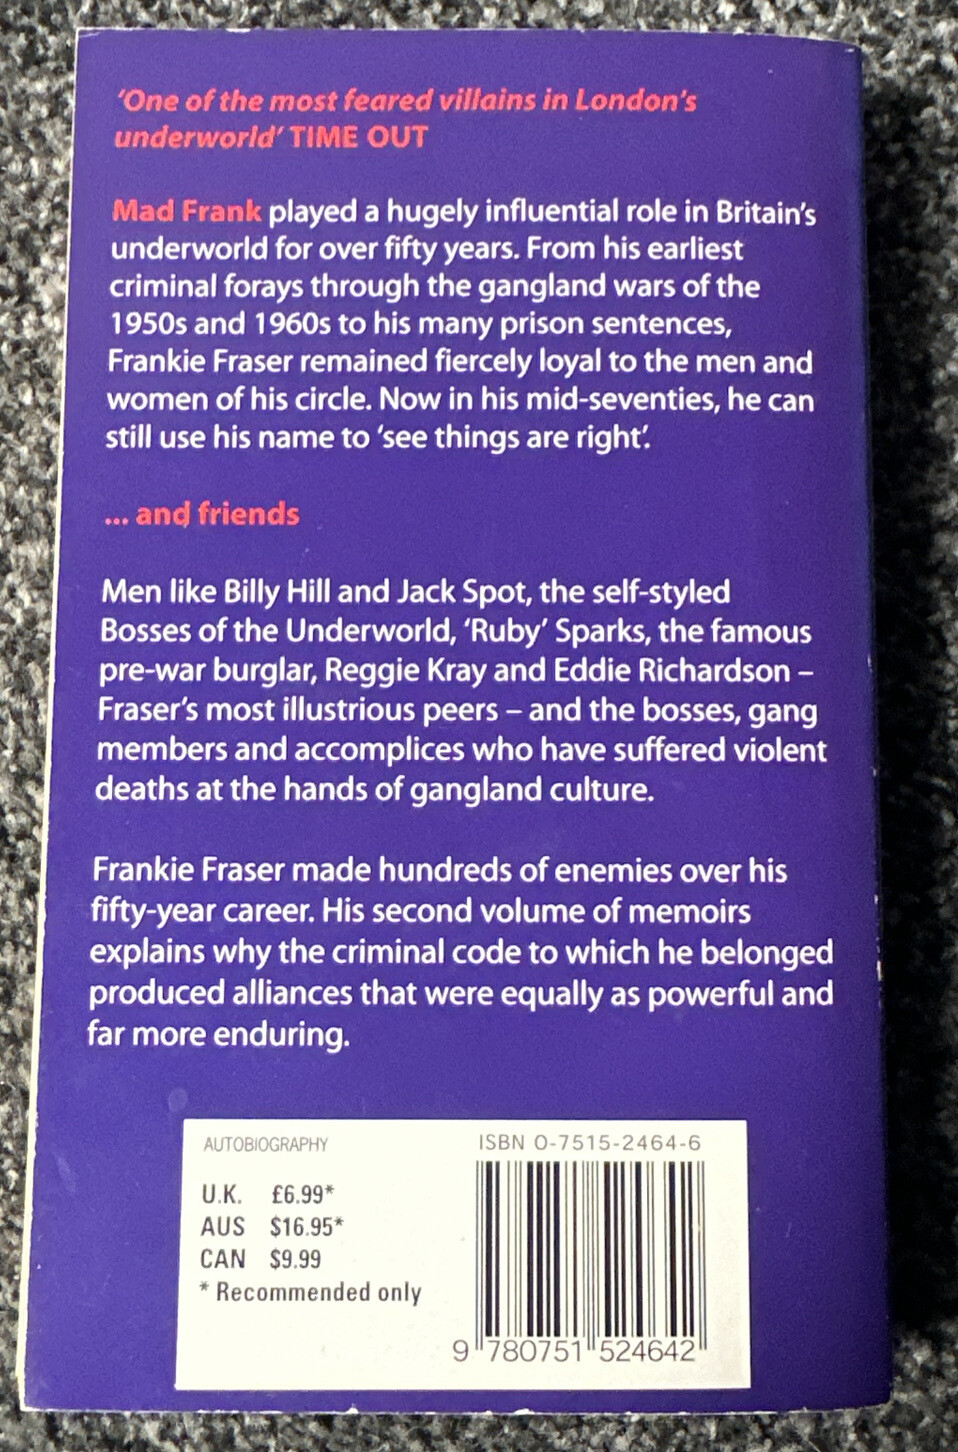 ‘One of the most feared villains in London’s
underworld’ TIME OUT
Mad Frank played a hugely influential role in Britain’s
underworld for over fifty years. From his earliest
criminal forays through the gangland wars of the
1950s and 1960s to his many prison sentences,
Frankie Fraser remained fiercely loyal to the men and
women of his circle. Now in his mid-seventies, he can
still use his name to ‘see things are right’.
... and friends
Men like Billy Hill and Jack Spot, the self-styled
Bosses of the Underworld, ‘Ruby’ Sparks, the famous
pre-war burglar, Reggie Kray and Eddie Richardson –
Fraser’s most illustrious peers – and the bosses, gang
members and accomplices who have suffered violent
deaths at the hands of gangland culture.
Frankie Fraser made hundreds of enemies over his
fifty-year career. His second volume of memoirs
explains why the criminal code to which he belonged
produced alliances that were equally as powerful and
far more enduring.
AUTOBIOGRAPHY
U.K. £6.99*
AUS $16.95*
CAN $9.99
* Recommended only
ISBN 0-7515-2464-6
9 780751 524642